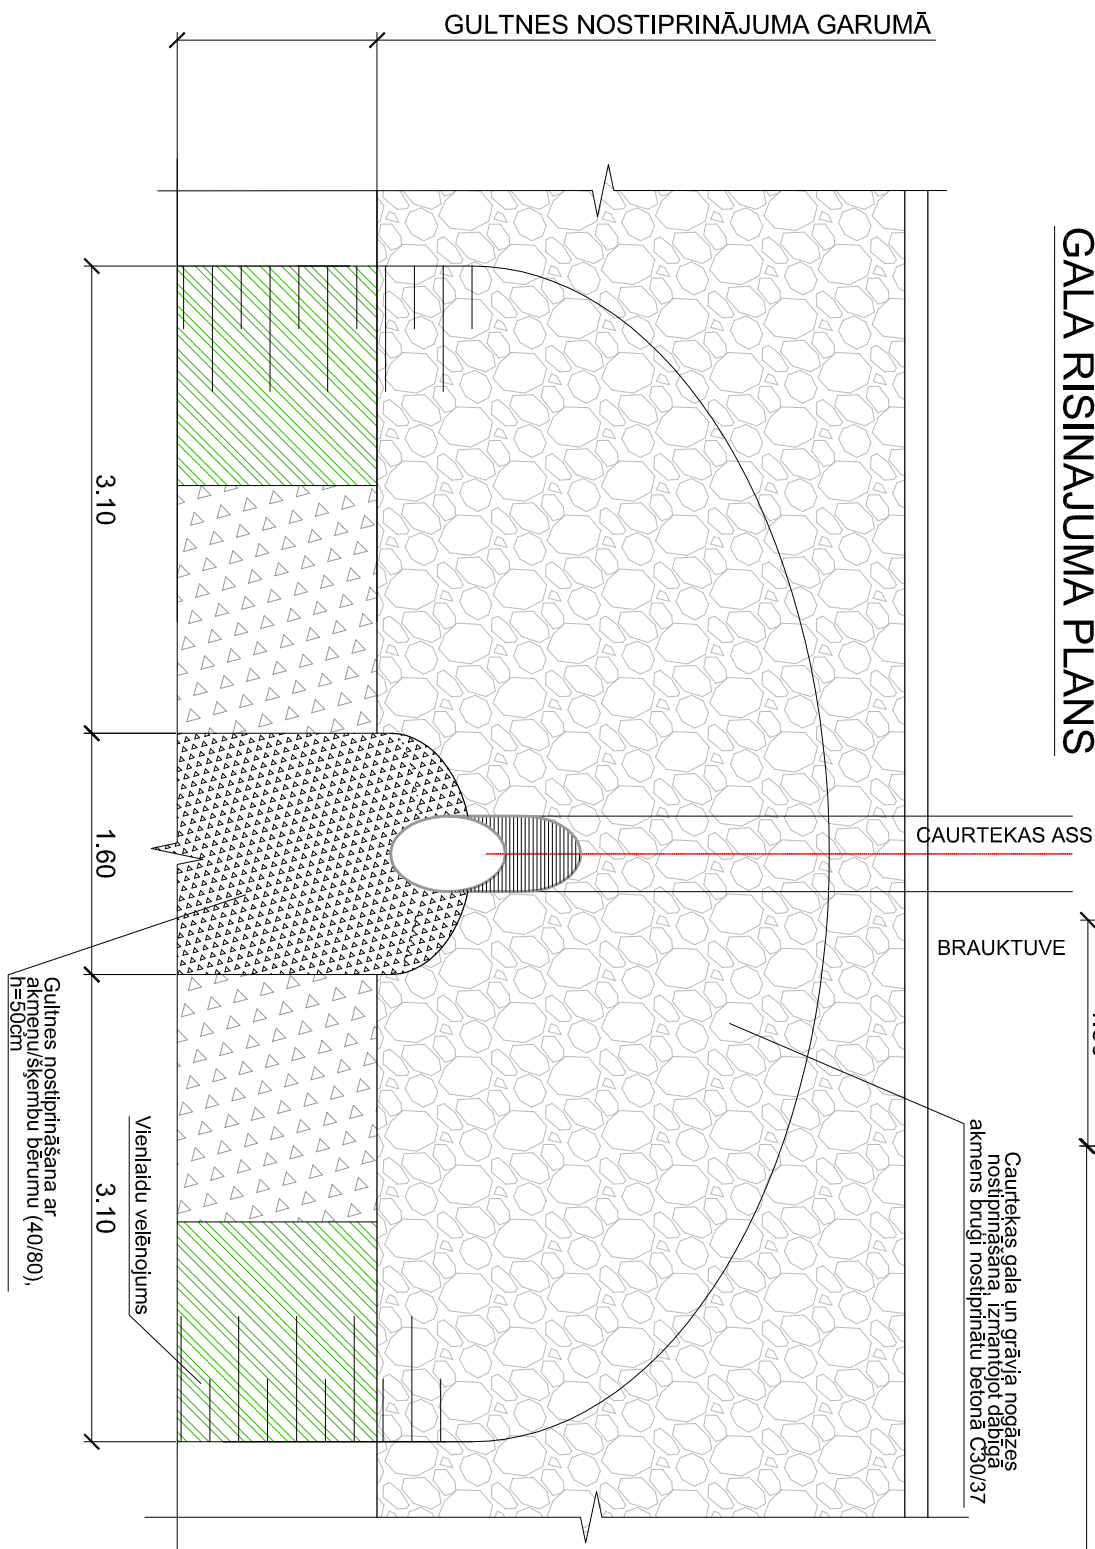 GULTNES NOSTIPRINĀJUMA GARUMĀ
GALA RISINAJUMA PLANS
CAURTEKAS ASS
BRAUKTUVE
3.10
1.60
3.10
Caurtekas gala un grāvja nogāzes
nostiprināšana, izmantojot dabīgā
akmens bruģi nostiprinātu betonā C30/37
Vienlaidu velēnojums
Gultnes nostiprināšana ar
akmeņu/šķembu bērumu (40/80),
h=50cm